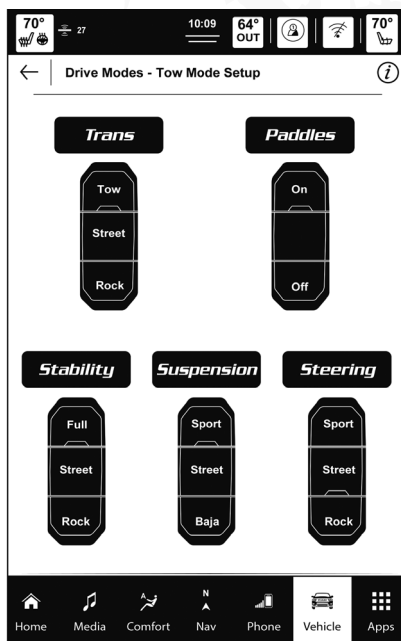 70° 27 10:09 64° OUT 70°
Drive Modes - Tow Mode Setup i
Trans Paddles
Tow On
Street
Rock Off
Stability Suspension Steering
Full Sport Sport
Street Street Street
Rock Baja Rock
A N
Home Media Comfort Nav Phone Vehicle Apps